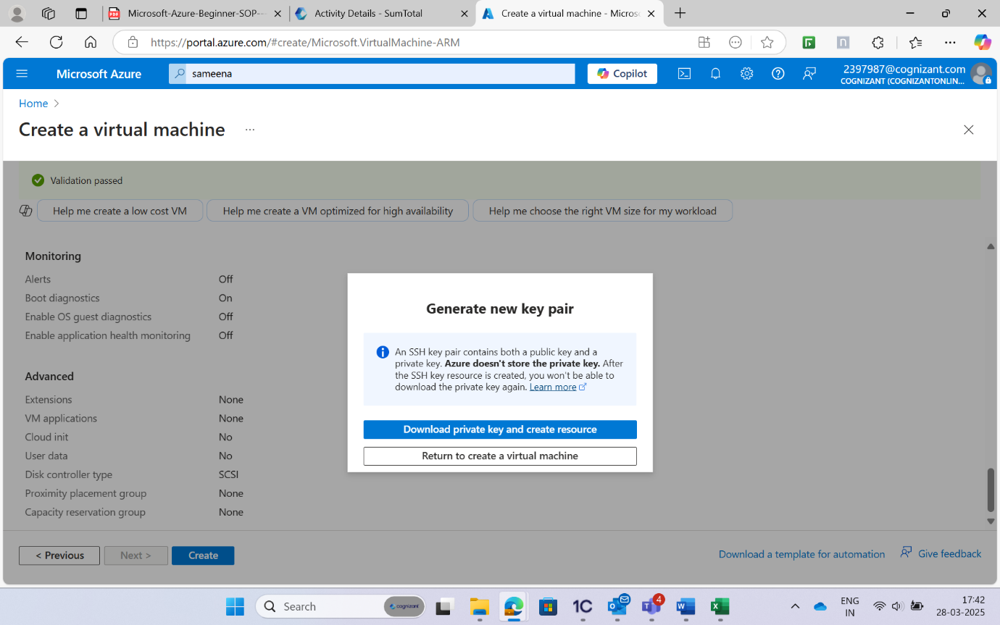 Microsoft-Azure-Beginner-SOP--
Activity Details - SumTotal
Create a virtual machine - Microso
https://portal.azure.com/#create/Microsoft.VirtualMachine-ARM
Microsoft Azure
sameena
Copilot
2397987@cognizant.com
COGNIZANT (COGNIZANTONLIN...
Home
Create a virtual machine
...
Validation passed
Help me create a low cost VM
Help me create a VM optimized for high availability
Help me choose the right VM size for my workload
Monitoring
Alerts Off
Boot diagnostics On
Enable OS guest diagnostics Off
Enable application health monitoring Off
Advanced
Extensions None
VM applications None
Cloud init No
User data No
Disk controller type SCSI
Proximity placement group None
Capacity reservation group None
Generate new key pair
An SSH key pair contains both a public key and a
private key. Azure doesn't store the private key. After
the SSH key resource is created, you won't be able to
download the private key again. Learn more
Download private key and create resource
Return to create a virtual machine
< Previous
Next >
Create
Download a template for automation
Give feedback
Search
cognizant
1C
4
ENG
IN
17:42
28-03-2025